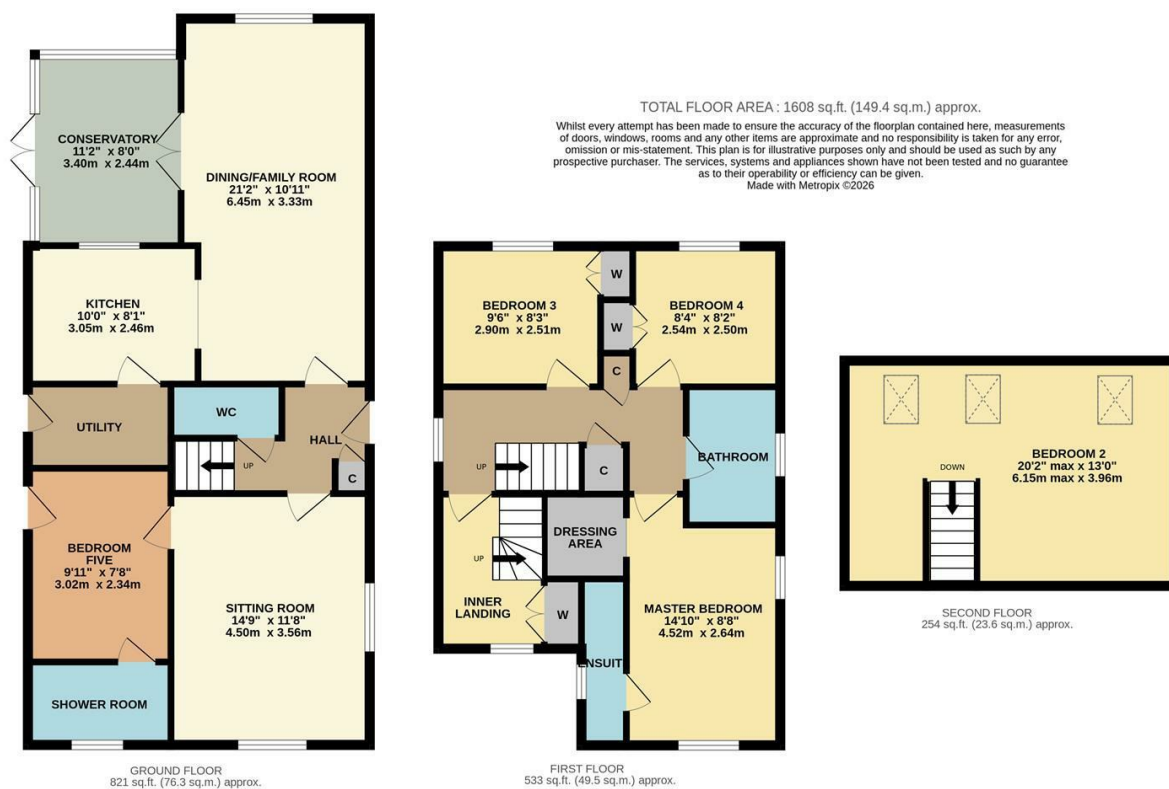 CONSERVATORY
11'2" x 8'0"
3.40m x 2.44m
DINING/FAMILY ROOM
21'2" x 10'11"
6.45m x 3.33m
KITCHEN
10'0" x 8'1"
3.05m x 2.46m
UTILITY
WC
HALL
UP
C
BEDROOM
FIVE
9'11" x 7'8"
3.02m x 2.34m
SITTING ROOM
14'9" x 11'8"
4.50m x 3.56m
SHOWER ROOM
GROUND FLOOR
821 sq.ft. (76.3 sq.m.) approx.
TOTAL FLOOR AREA : 1608 sq.ft. (149.4 sq.m.) approx.
Whilst every attempt has been made to ensure the accuracy of the floorplan contained here, measurements
of doors, windows, rooms and any other items are approximate and no responsibility is taken for any error,
omission or mis-statement. This plan is for illustrative purposes only and should be used as such by any
prospective purchaser. The services, systems and appliances shown have not been tested and no guarantee
as to their operability or efficiency can be given.
Made with Metropix ©2026
BEDROOM 3
9'6" x 8'3"
2.90m x 2.51m
W
W
BEDROOM 4
8'4" x 8'2"
2.54m x 2.50m
C
UP
C
BATHROOM
DRESSING
AREA
UP
INNER
LANDING
W
ENSUIT
MASTER BEDROOM
14'10" x 8'8"
4.52m x 2.64m
FIRST FLOOR
533 sq.ft. (49.5 sq.m.) approx.
BEDROOM 2
20'2" max x 13'0"
6.15m max x 3.96m
DOWN
SECOND FLOOR
254 sq.ft. (23.6 sq.m.) approx.